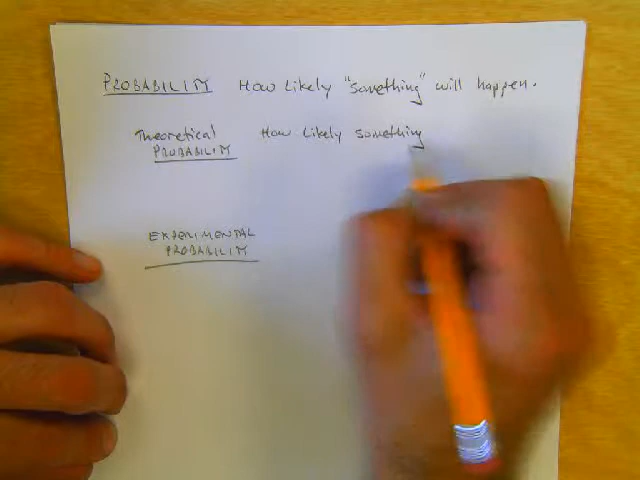 PROBABILITY How Likely "something" will happen.
Theoretical How Likely something
PROBABILITY
EXPERIMENTAL
PROBABILITY